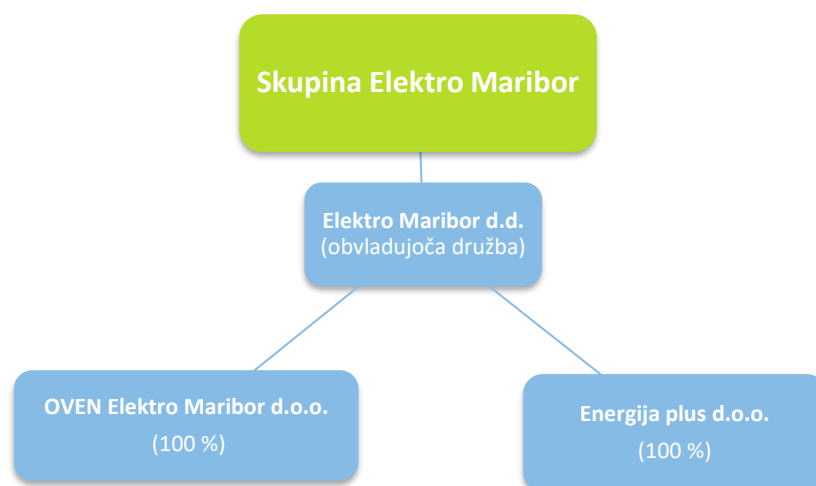 Skupina Elektro Maribor
Elektro Maribor d.d.
(obvladujoča družba)
OVEN Elektro Maribor d.o.o.
(100 %)
Energija plus d.o.o.
(100 %)